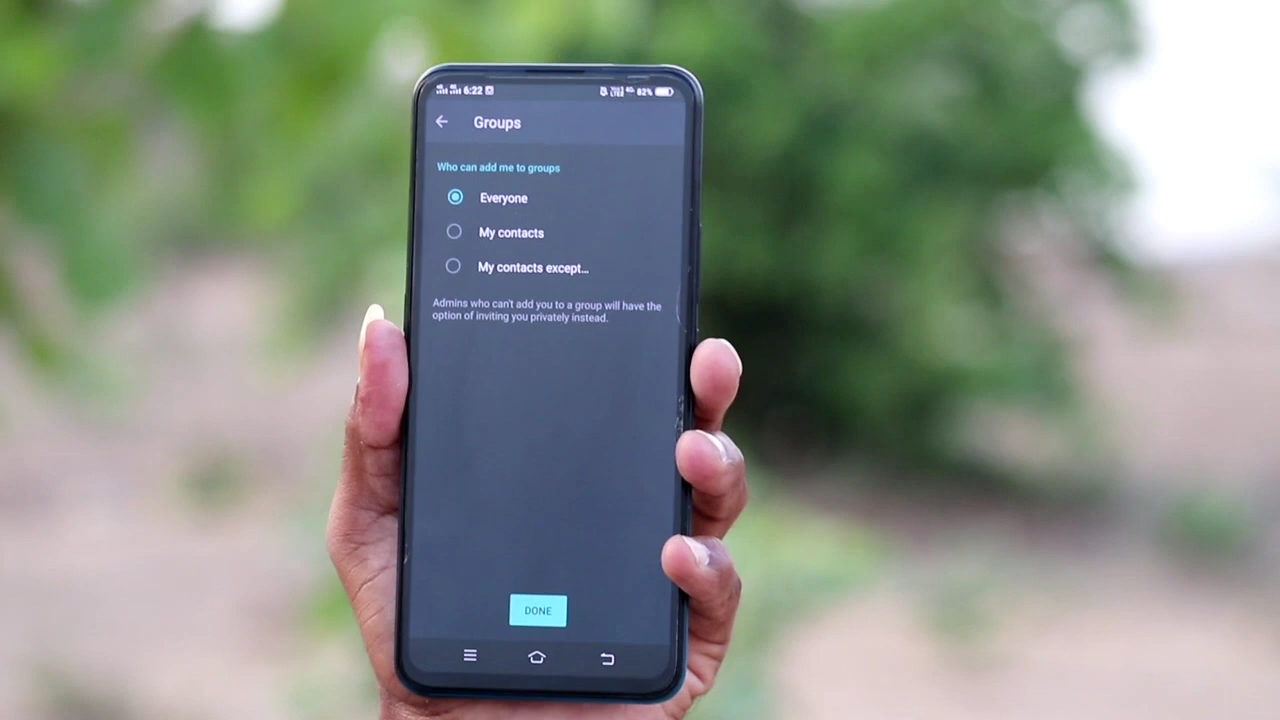 6:22 82%
Groups
Who can add me to groups
Everyone
My contacts
My contacts except...
Admins who can't add you to a group will have the
option of inviting you privately instead.
DONE